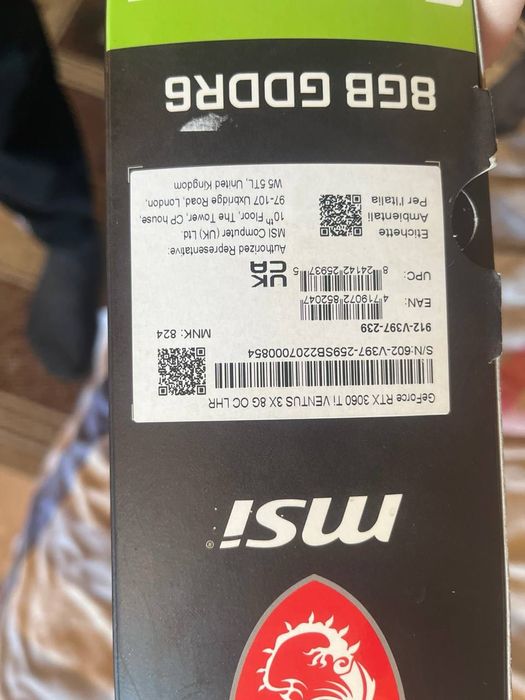 msi®
GeForce RTX 3060 Ti VENTUS 3X 8G OC LHR
S/N:602-V397-259SB2207000854
912-V397-239
MNK: 824
EAN:
4 719072 852047
UPC:
8 24142 25937 5
UK
CA
Etichette
Ambientali
Per l'Italia
Authorized Representative:
MSI Computer (UK) Ltd
10th Floor, The Tower, CP house,
97-107 Uxbridge Road, London,
W5 5TL, United Kingdom
8GB GDDR6